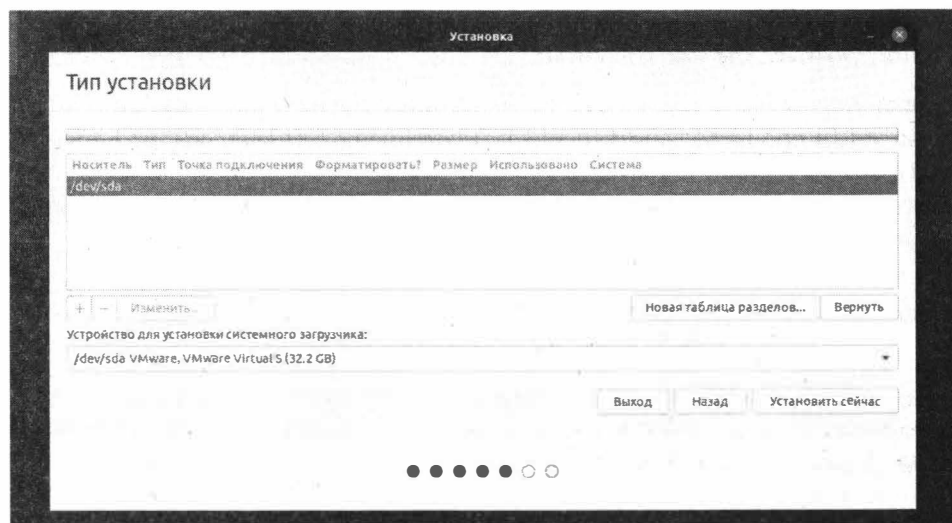 Установка
Тип установки
Носитель Тип Точка подключения Форматировать? Размер Использовано Система
/dev/sda
+ − Изменить... Новая таблица разделов... Вернуть
Устройство для установки системного загрузчика:
/dev/sda VMware, VMware Virtual S (32.2 GB)
Выход Назад Установить сейчас